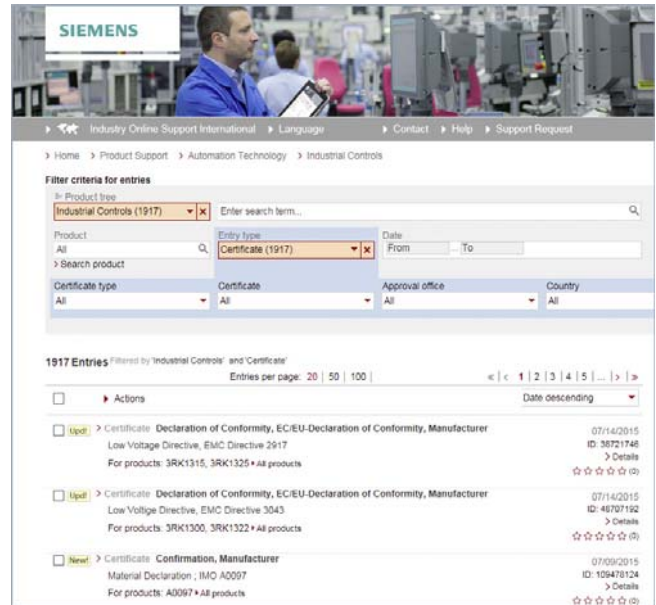 SIEMENS
Industry Online Support International Language Contact Help Support Request
> Home > Product Support > Automation Technology > Industrial Controls
Filter criteria for entries
Product tree
Industrial Controls (1917) × Enter search term...
Product Entry type Date
All Certificate (1917) × From ... To
> Search product
Certificate type Certificate Approval office Country
All All All All
1917 Entries Filtered by 'Industrial Controls' and 'Certificate'
Entries per page: 20 | 50 | 100 | « | < 1 | 2 | 3 | 4 | 5 | ... | > | »
Actions Date descending
Upd! > Certificate Declaration of Conformity, EC/EU-Declaration of Conformity, Manufacturer 07/14/2015
Low Voltage Directive, EMC Directive 2917 ID: 38721746
> Details
For products: 3RK1315, 3RK1325 All products
(0)
Upd! > Certificate Declaration of Conformity, EC/EU-Declaration of Conformity, Manufacturer 07/14/2015
Low Voltige Directive, EMC Directive 3043 ID: 46707192
> Details
For products: 3RK1300, 3RK1322 All products
(0)
New! > Certificate Confirmation, Manufacturer 07/09/2015
Material Declaration ; IMO A0097 ID: 109478124
> Details
For products: A0097 All products
(0)